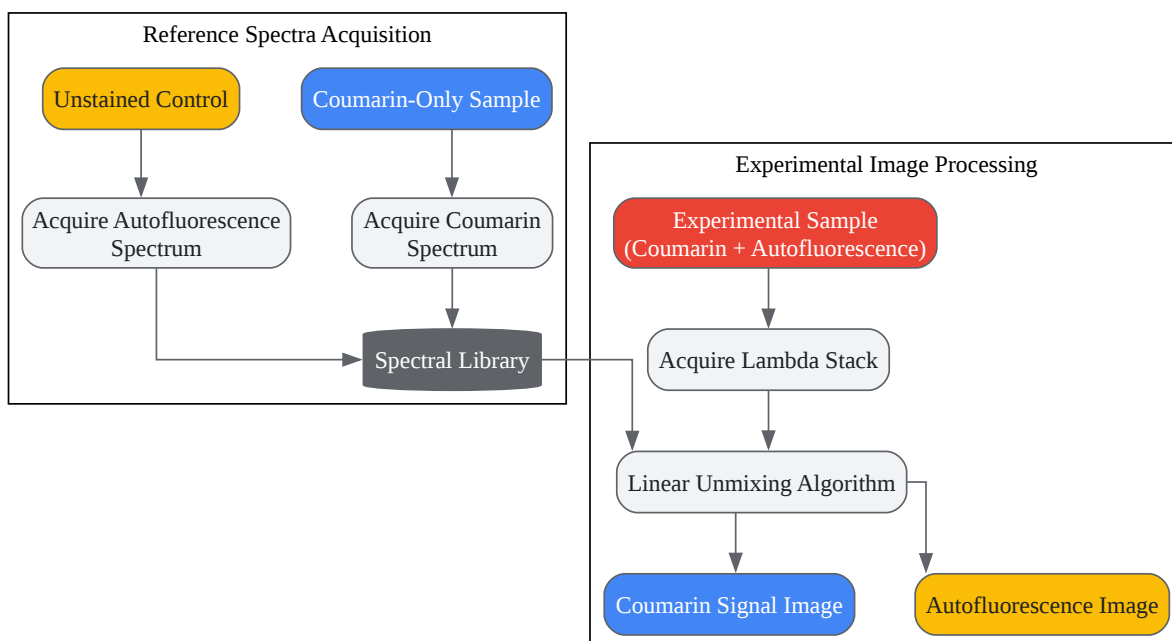 Reference Spectra Acquisition
Unstained Control
Coumarin-Only Sample
Acquire Autofluorescence
Spectrum
Acquire Coumarin
Spectrum
Spectral Library
Experimental Image Processing
Experimental Sample
(Coumarin + Autofluorescence)
Acquire Lambda Stack
Linear Unmixing Algorithm
Coumarin Signal Image
Autofluorescence Image